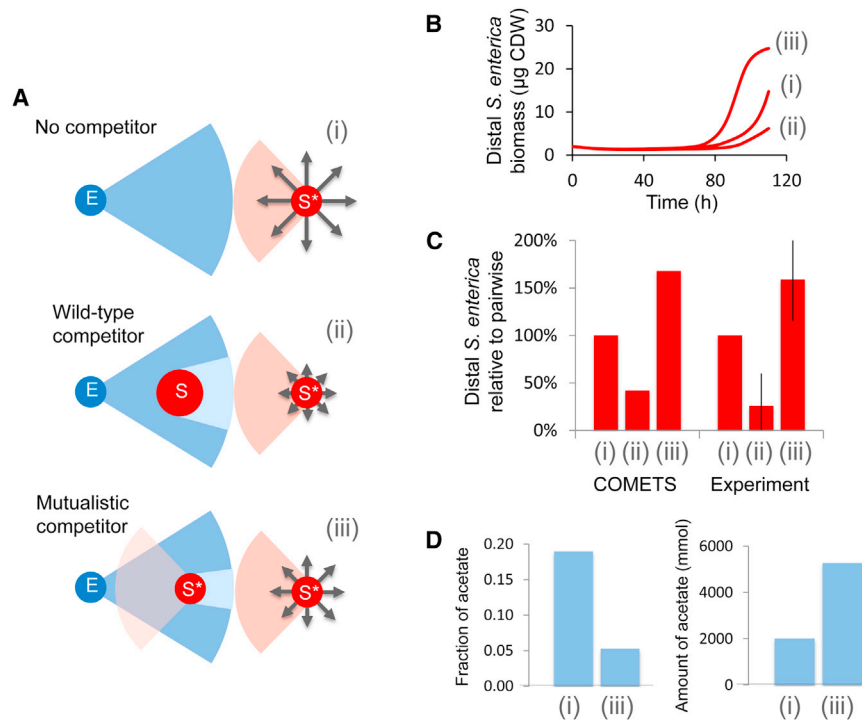 A
No competitor
(i)
E
S*
Wild-type
competitor
(ii)
E
S
S*
Mutualistic
competitor
(iii)
E
S*
S*
B
Distal S. enterica
biomass (µg CDW)
30
20
10
0
0
40
80
120
Time (h)
(iii)
(i)
(ii)
C
Distal S. enterica
relative to pairwise
200%
150%
100%
50%
0%
(i) (ii) (iii) (i) (ii) (iii)
COMETS Experiment
D
Fraction of acetate
0.20
0.15
0.10
0.05
0.00
(i) (iii)
Amount of acetate (mmol)
6000
4000
2000
0
(i) (iii)